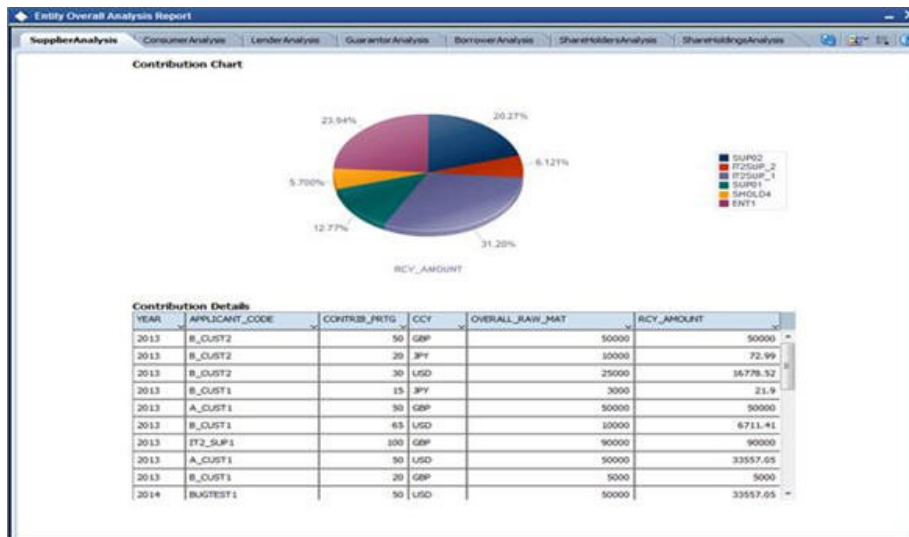 Entity Overall Analysis Report
SupplierAnalysis ConsumerAnalysis LenderAnalysis GuarantorAnalysis BorrowerAnalysis ShareHoldersAnalysis ShareHoldingsAnalysis
Contribution Chart
23.94%
20.27%
6.121%
5.700%
12.77%
31.20%
SUP02
IT2SUP_2
IT2SUP_1
SUP01
SHOLD4
ENT1
RCY_AMOUNT
Contribution Details
YEAR APPLICANT_CODE CONTRIB_PRTG CCY OVERALL_RAW_MAT RCY_AMOUNT
2013 B_CUST2 50 GBP 50000 50000
2013 B_CUST2 20 JPY 10000 72.99
2013 B_CUST2 30 USD 25000 16778.52
2013 B_CUST1 15 JPY 3000 21.9
2013 A_CUST1 50 GBP 50000 50000
2013 B_CUST1 65 USD 10000 6711.41
2013 IT2_SUP1 100 GBP 90000 90000
2013 A_CUST1 50 USD 50000 33557.05
2013 B_CUST1 20 GBP 5000 5000
2014 BUGTEST1 50 USD 50000 33557.05